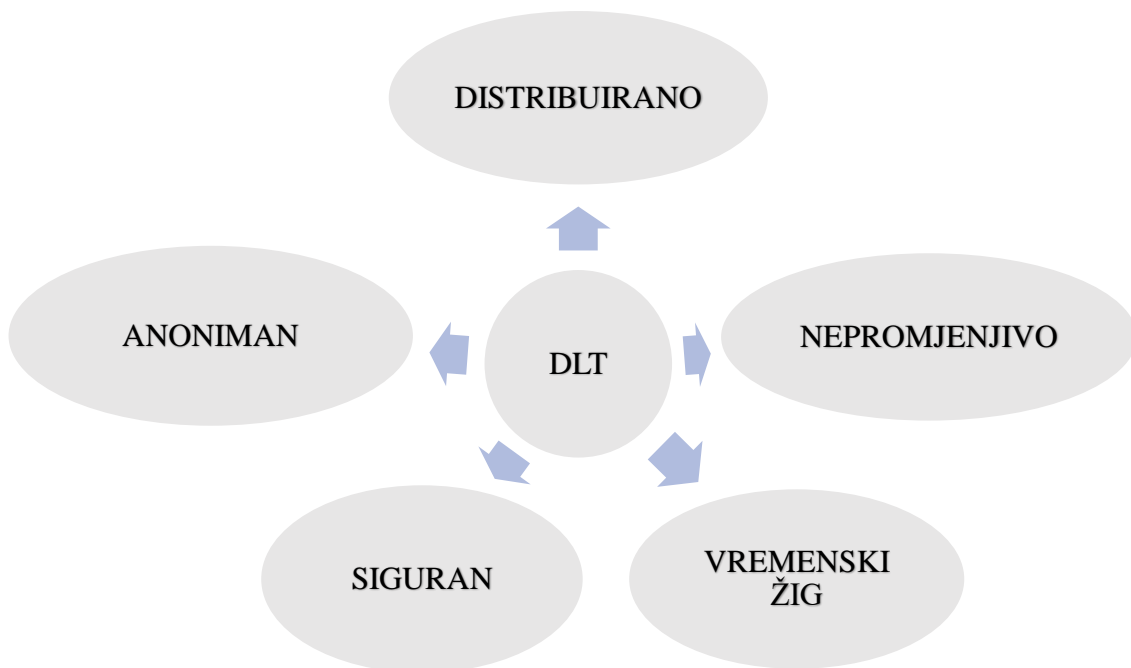 DISTRIBUIRANO
ANONIMAN
NEPROMJENJIVO
DLT
SIGURAN
VREMENSKI
ŽIG